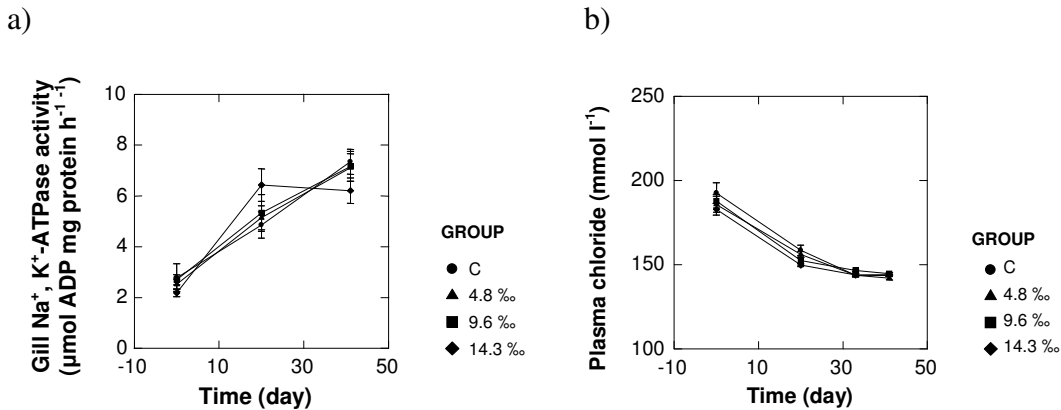 a)
b)
Gill Na⁺, K⁺-ATPase activity
(µmol ADP mg protein h⁻¹ ⁻¹)
10
8
6
4
2
0
-10 10 30 50
Time (day)
GROUP
C
4.8 ‰
9.6 ‰
14.3 ‰
Plasma chloride (mmol l⁻¹)
250
200
150
100
-10 10 30 50
Time (day)
GROUP
C
4.8 ‰
9.6 ‰
14.3 ‰